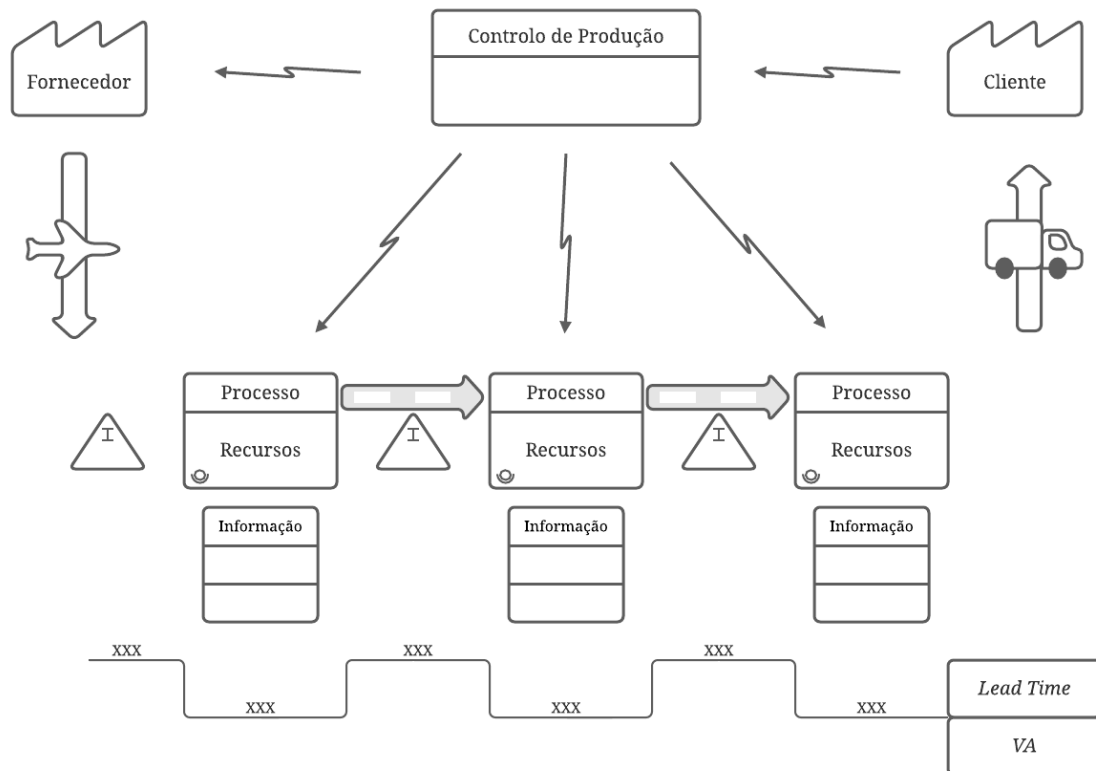 Controlo de Produção
Fornecedor
Cliente
Processo
Processo
Processo
I
Recursos
I
Recursos
I
Recursos
Informação
Informação
Informação
XXX
XXX
XXX
XXX
XXX
XXX
Lead Time
VA